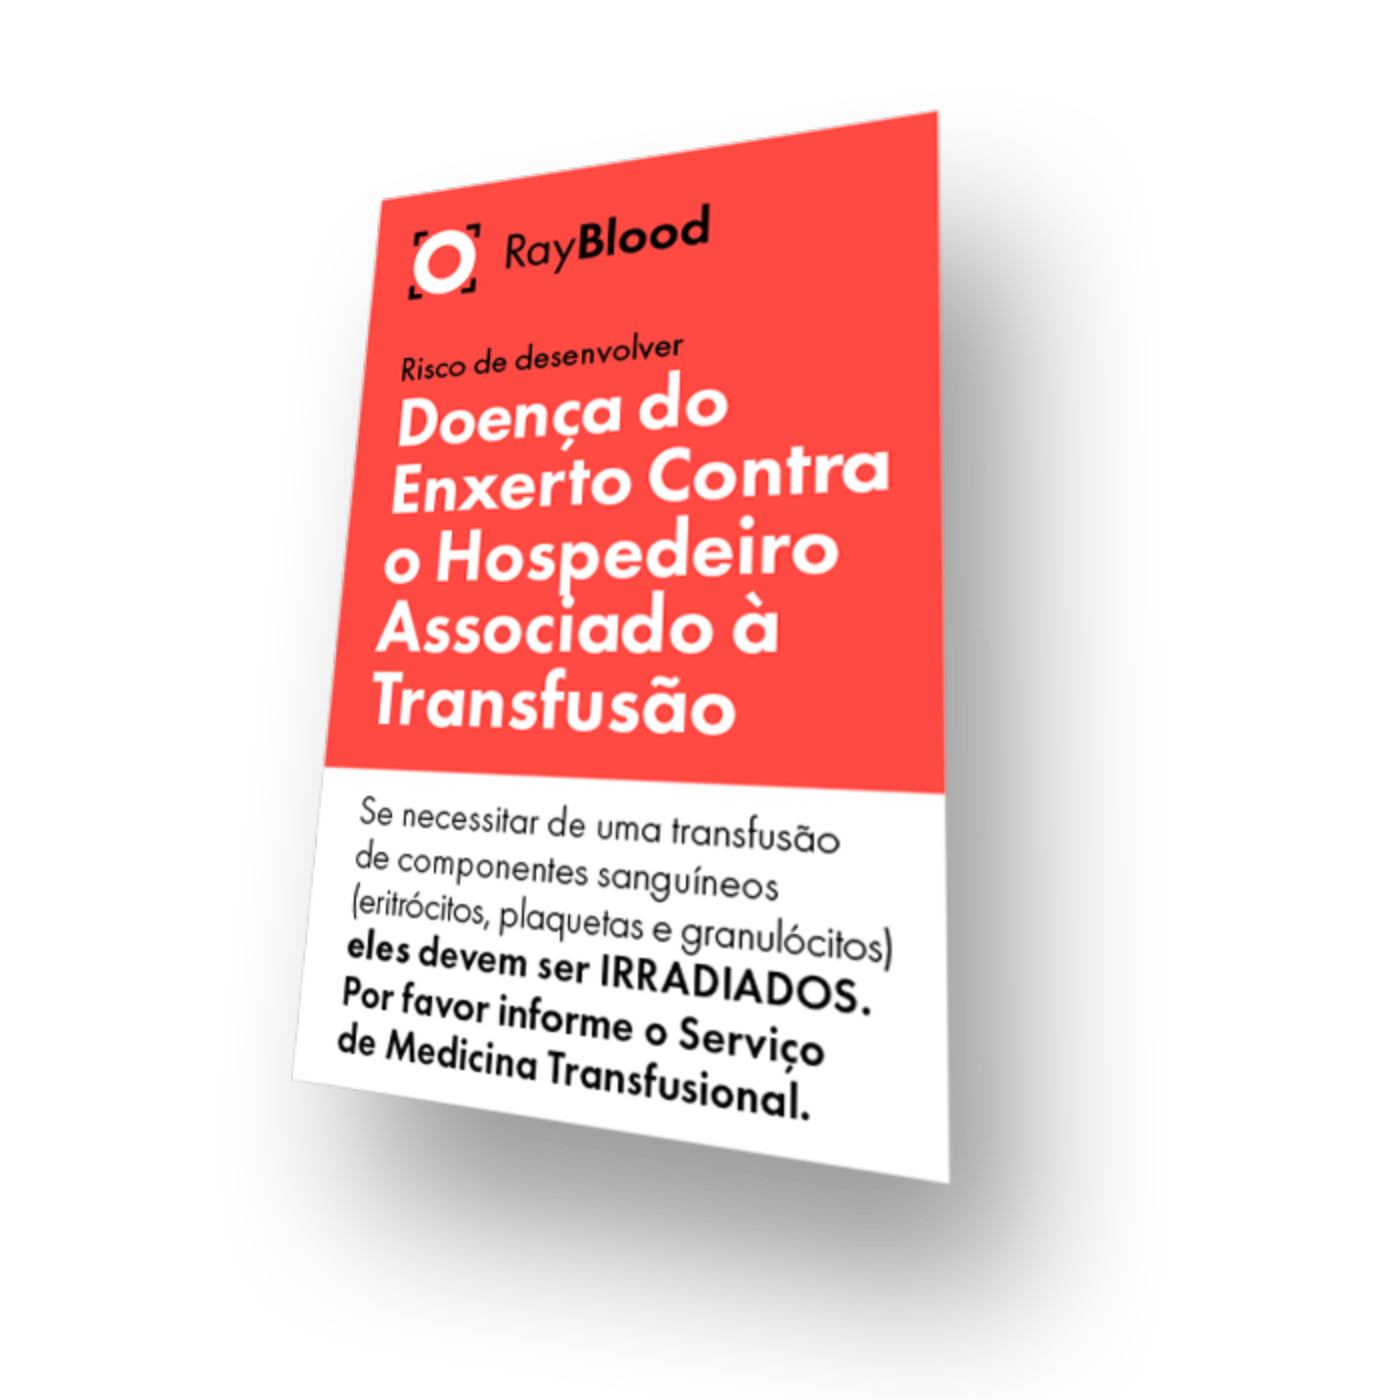 RayBlood
Risco de desenvolver
Doença do
Enxerto Contra
o Hospedeiro
Associado à
Transfusão
Se necessitar de uma transfusão
de componentes sanguíneos
(eritrócitos, plaquetas e granulócitos)
eles devem ser IRRADIADOS.
Por favor informe o Serviço
de Medicina Transfusional.